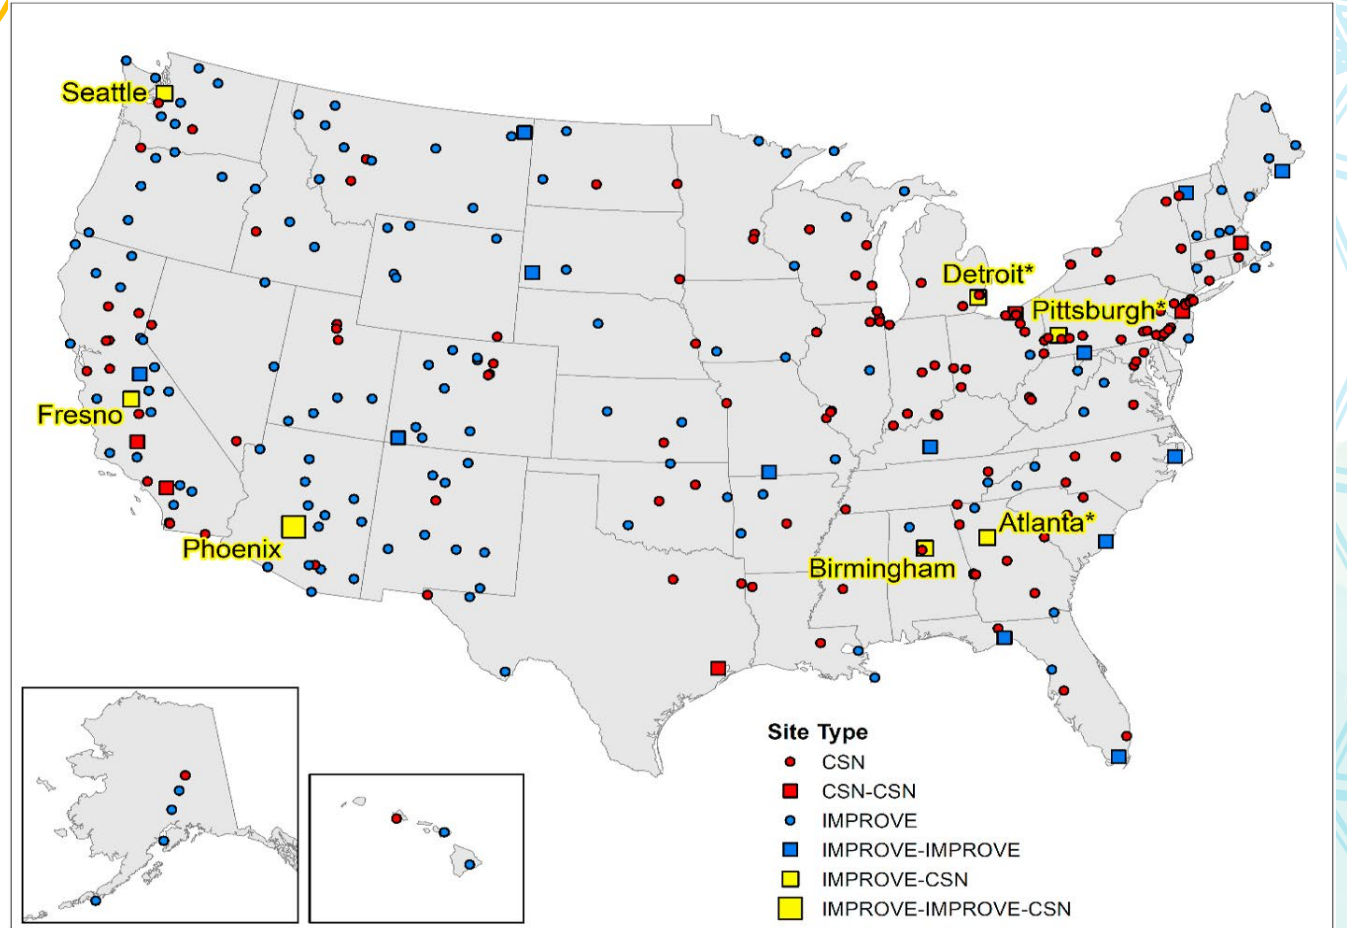 Seattle
Detroit*
Pittsburgh*
Fresno
Atlanta*
Phoenix
Birmingham
Site Type
CSN
CSN-CSN
IMPROVE
IMPROVE-IMPROVE
IMPROVE-CSN
IMPROVE-IMPROVE-CSN